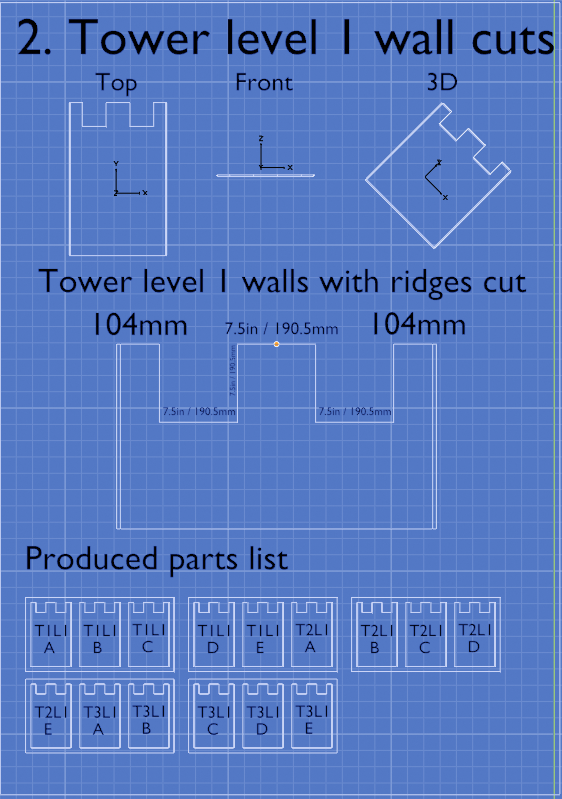 2. Tower level 1 wall cuts
Top Front 3D
Z
Y
X
Z X
Z
X
Tower level 1 walls with ridges cut
104mm 7.5in / 190.5mm 104mm
7.5in / 190.5mm
7.5in / 190.5mm 7.5in / 190.5mm
Produced parts list
T1L1 T1L1 T1L1 T1L1 T1L1 T2L1 T2L1 T2L1 T2L1
A B C D E A B C D
T2L1 T3L1 T3L1 T3L1 T3L1 T3L1
E A B C D E